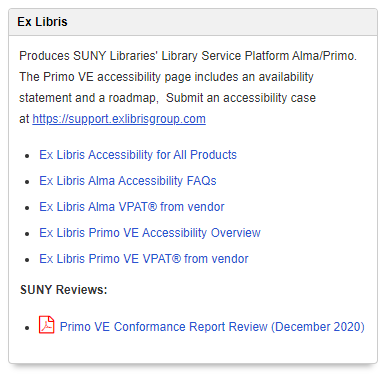 Ex Libris
Produces SUNY Libraries' Library Service Platform Alma/Primo.
The Primo VE accessibility page includes an availability
statement and a roadmap,  Submit an accessibility case
at https://support.exlibrisgroup.com
• Ex Libris Accessibility for All Products
• Ex Libris Alma Accessibility FAQs
• Ex Libris Alma VPAT® from vendor
• Ex Libris Primo VE Accessibility Overview
• Ex Libris Primo VE VPAT® from vendor
SUNY Reviews:
• Primo VE Conformance Report Review (December 2020)